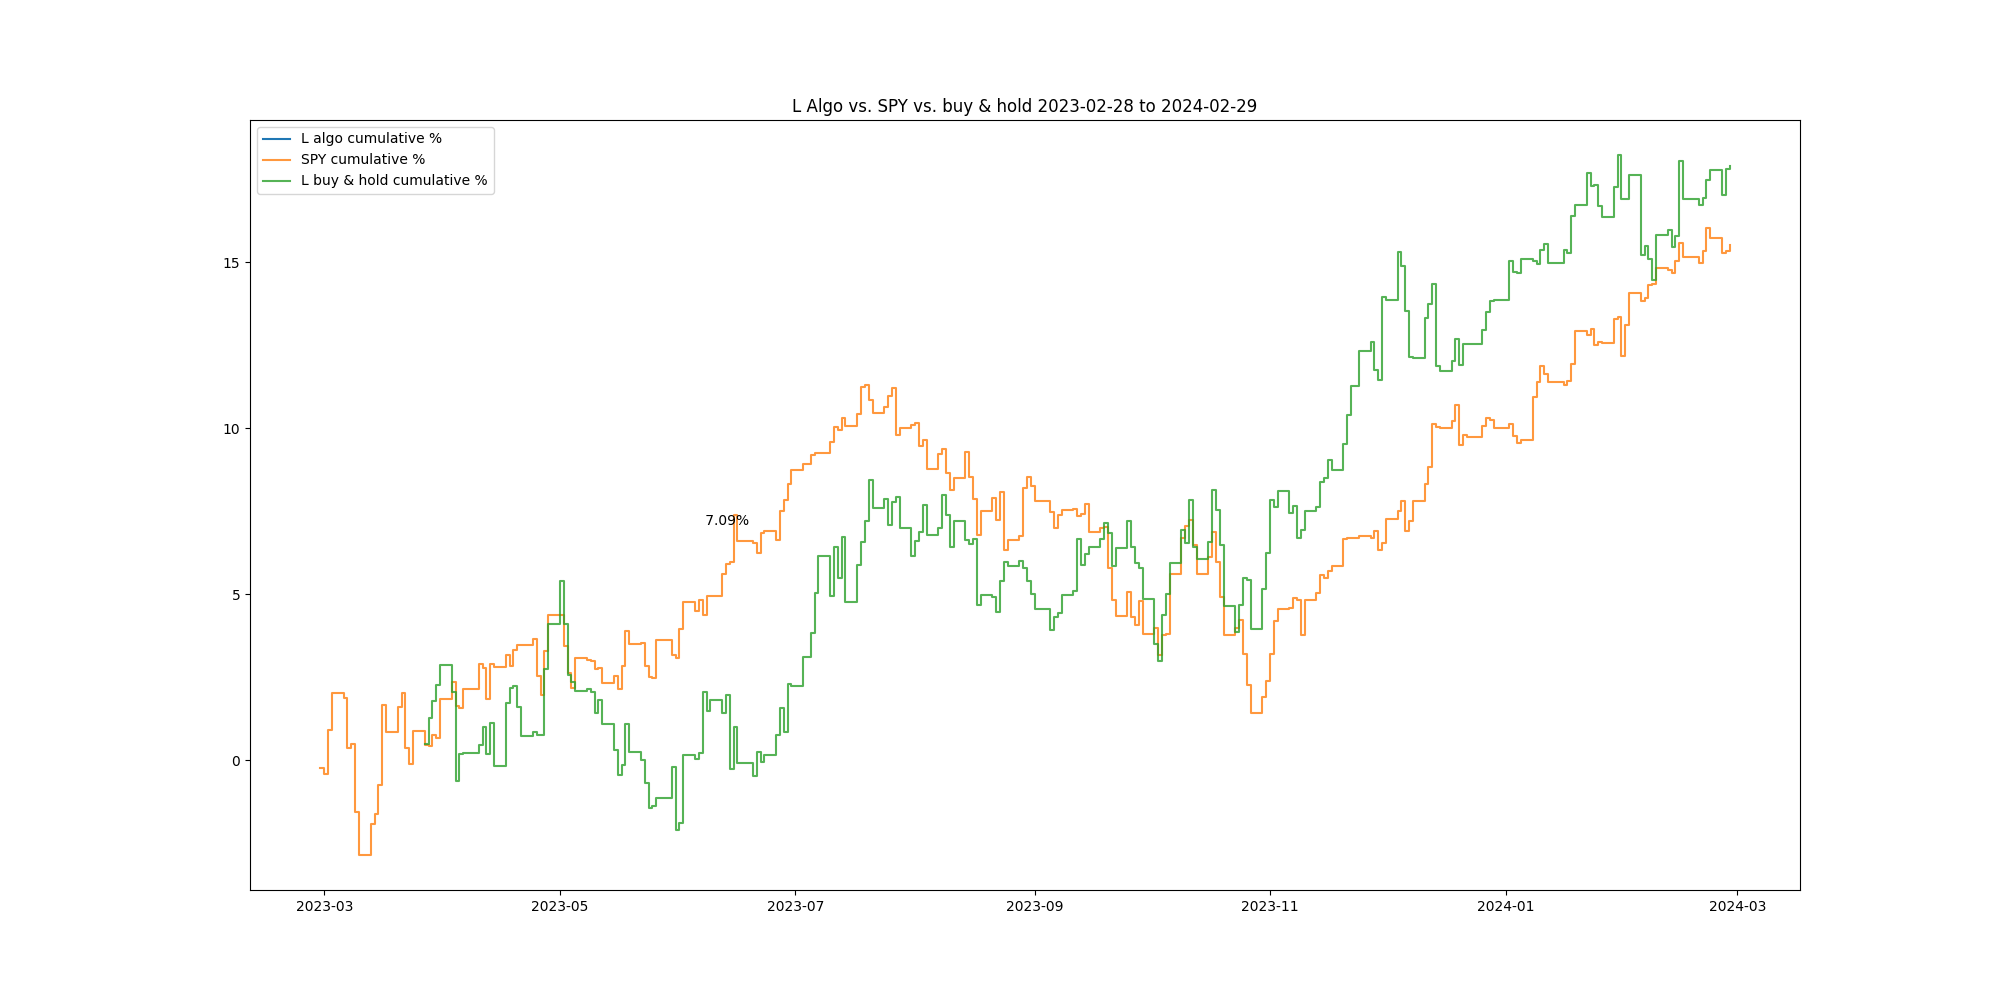 L Algo vs. SPY vs. buy & hold 2023-02-28 to 2024-02-29
L algo cumulative %
SPY cumulative %
L buy & hold cumulative %
15
10
7.09%
5
0
2023-03 2023-05 2023-07 2023-09 2023-11 2024-01 2024-03